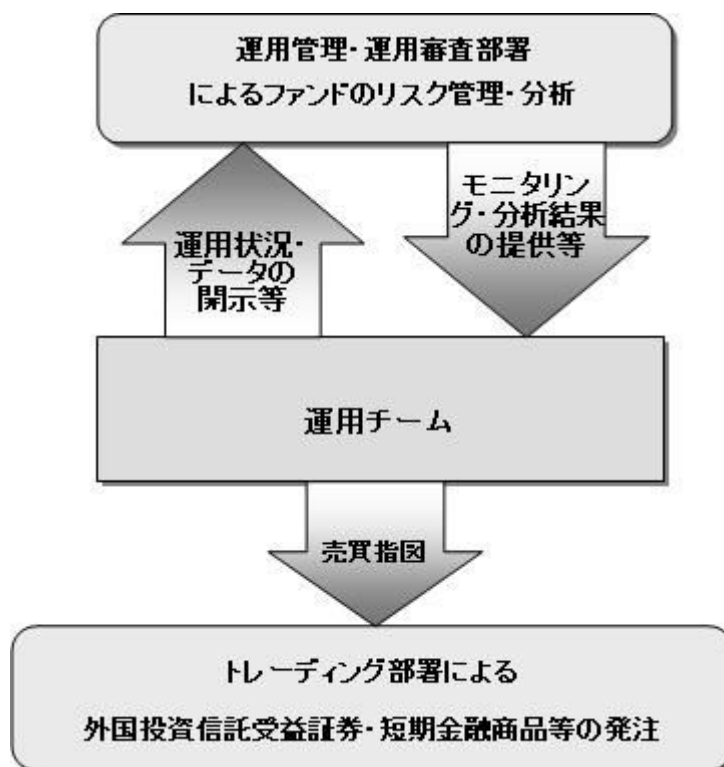 運用管理・運用審査部署
によるファンドのリスク管理・分析
運用状況・
データの
開示等
モニタリン
グ・分析結果
の提供等
運用チーム
売買指図
トレーディング部署による
外国投資信託受益証券・短期金融商品等の発注